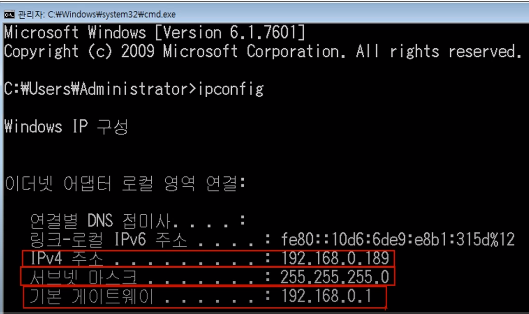 관리자: C:₩Windows₩system32₩cmd.exe
Microsoft Windows [Version 6.1.7601]
Copyright (c) 2009 Microsoft Corporation. All rights reserved.
C:₩Users₩Administrator>ipconfig
Windows IP 구성
이더넷 어댑터 로컬 영역 연결:
연결별 DNS 접미사. . . . :
링크-로컬 IPv6 주소 . . . . : fe80::10d6:6de9:e8b1:315d%12
IPv4 주소 . . . . . . . . . : 192.168.0.189
서브넷 마스크 . . . . . . . : 255.255.255.0
기본 게이트웨이 . . . . . . : 192.168.0.1